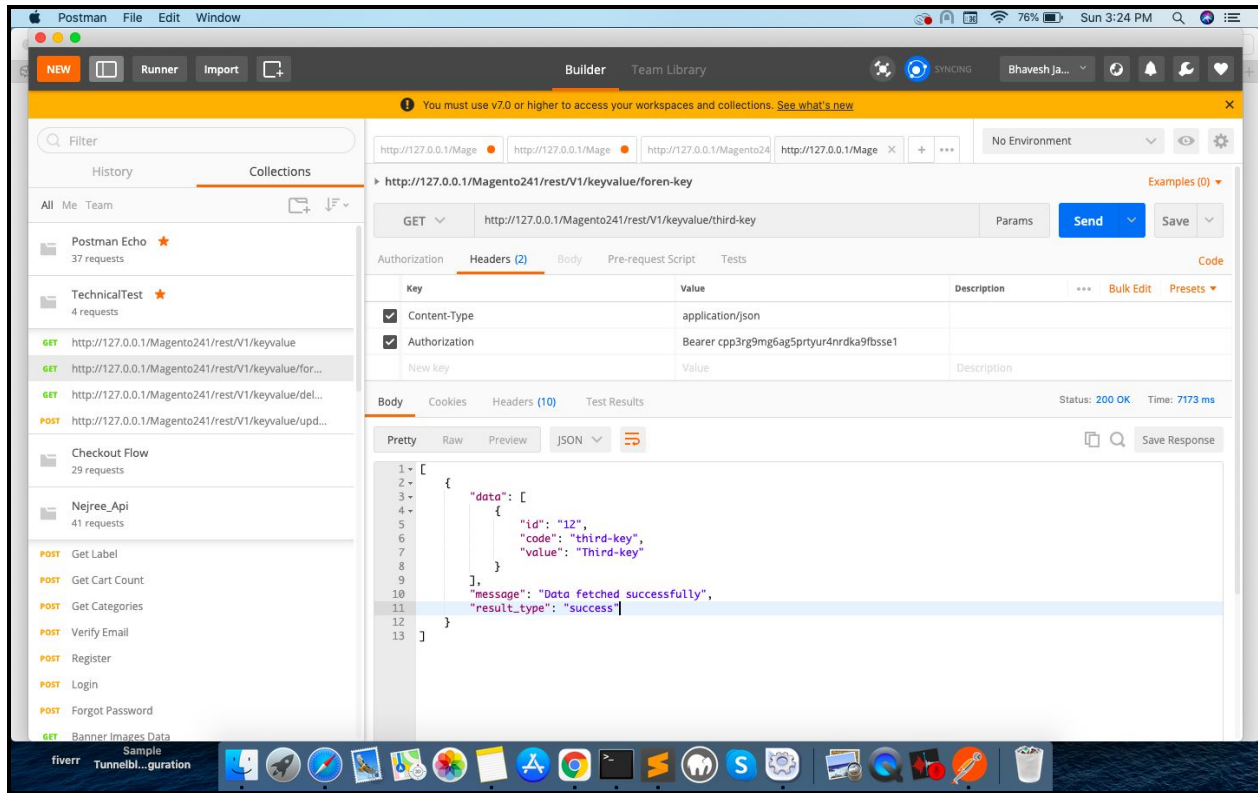 Postman File Edit Window 76% Sun 3:24 PM
NEW Runner Import Builder Team Library SYNCING Bhavesh Ja...
You must use v7.0 or higher to access your workspaces and collections. See what's new
Filter
History Collections
All Me Team
Postman Echo
37 requests
TechnicalTest
4 requests
GET http://127.0.0.1/Magento241/rest/V1/keyvalue
GET http://127.0.0.1/Magento241/rest/V1/keyvalue/for...
GET http://127.0.0.1/Magento241/rest/V1/keyvalue/del...
POST http://127.0.0.1/Magento241/rest/V1/keyvalue/upd...
Checkout Flow
29 requests
Nejree_Api
41 requests
POST Get Label
POST Get Cart Count
POST Get Categories
POST Verify Email
POST Register
POST Login
POST Forgot Password
GET Banner Images Data
http://127.0.0.1/Mage http://127.0.0.1/Mage http://127.0.0.1/Magento24 http://127.0.0.1/Mage No Environment
http://127.0.0.1/Magento241/rest/V1/keyvalue/foren-key Examples (0)
GET http://127.0.0.1/Magento241/rest/V1/keyvalue/third-key Params Send Save
Authorization Headers (2) Body Pre-request Script Tests Code
Key Value Description Bulk Edit Presets
Content-Type application/json
Authorization Bearer cpp3rg9mg6ag5prtyur4nrdka9fbsse1
New key Value Description
Body Cookies Headers (10) Test Results Status: 200 OK Time: 7173 ms
Pretty Raw Preview JSON Save Response
1 [
2 {
3 "data": [
4 {
5 "id": "12",
6 "code": "third-key",
7 "value": "Third-key"
8 }
9 ],
10 "message": "Data fetched successfully",
11 "result_type": "success"
12 }
13 ]
fiverr Sample
Tunnelbl...guration